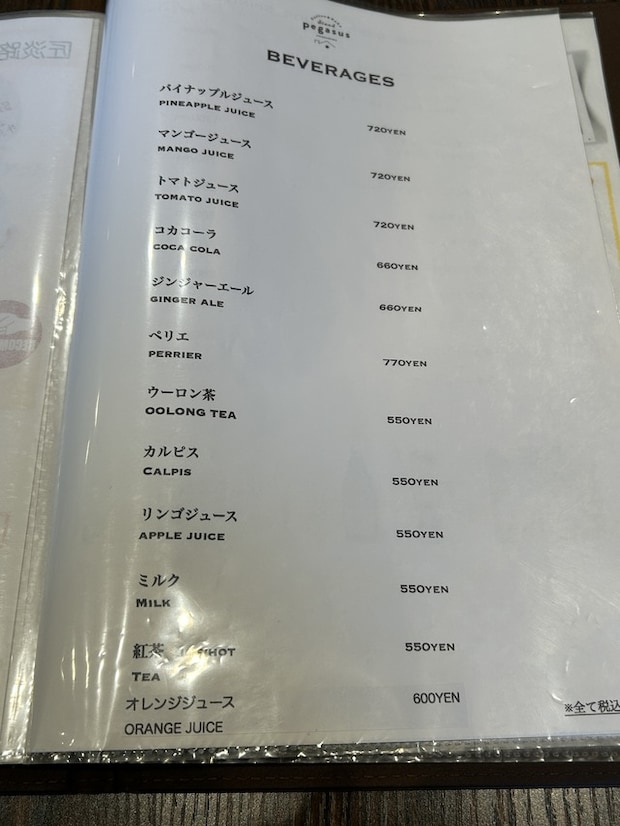 pegasus
BEVERAGES
パイナップルジュース
PINEAPPLE JUICE
720YEN
マンゴージュース
MANGO JUICE
720YEN
トマトジュース
TOMATO JUICE
720YEN
コカコーラ
COCA COLA
660YEN
ジンジャーエール
GINGER ALE
660YEN
ペリエ
PERRIER
770YEN
ウーロン茶
OOLONG TEA
550YEN
カルピス
CALPIS
550YEN
リンゴジュース
APPLE JUICE
550YEN
ミルク
MILK
550YEN
紅茶 HOT
TEA
550YEN
オレンジジュース
ORANGE JUICE
600YEN
※全て税込